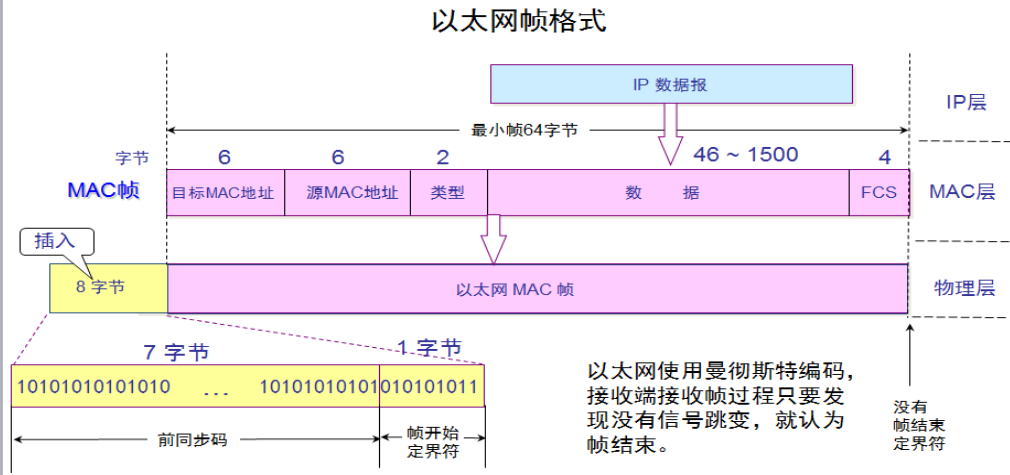 以太网帧格式
IP 数据报
IP层
最小帧64字节
字节 6 6 2 46 ~ 1500 4
MAC帧 目标MAC地址 源MAC地址 类型 数 据 FCS MAC层
插入
8 字节 以太网 MAC 帧 物理层
7 字节 1 字节
10101010101010 ... 10101010101 010101011
前同步码
帧开始
定界符
以太网使用曼彻斯特编码，
接收端接收帧过程只要发
现没有信号跳变，就认为
帧结束。
没有
帧结束
定界符